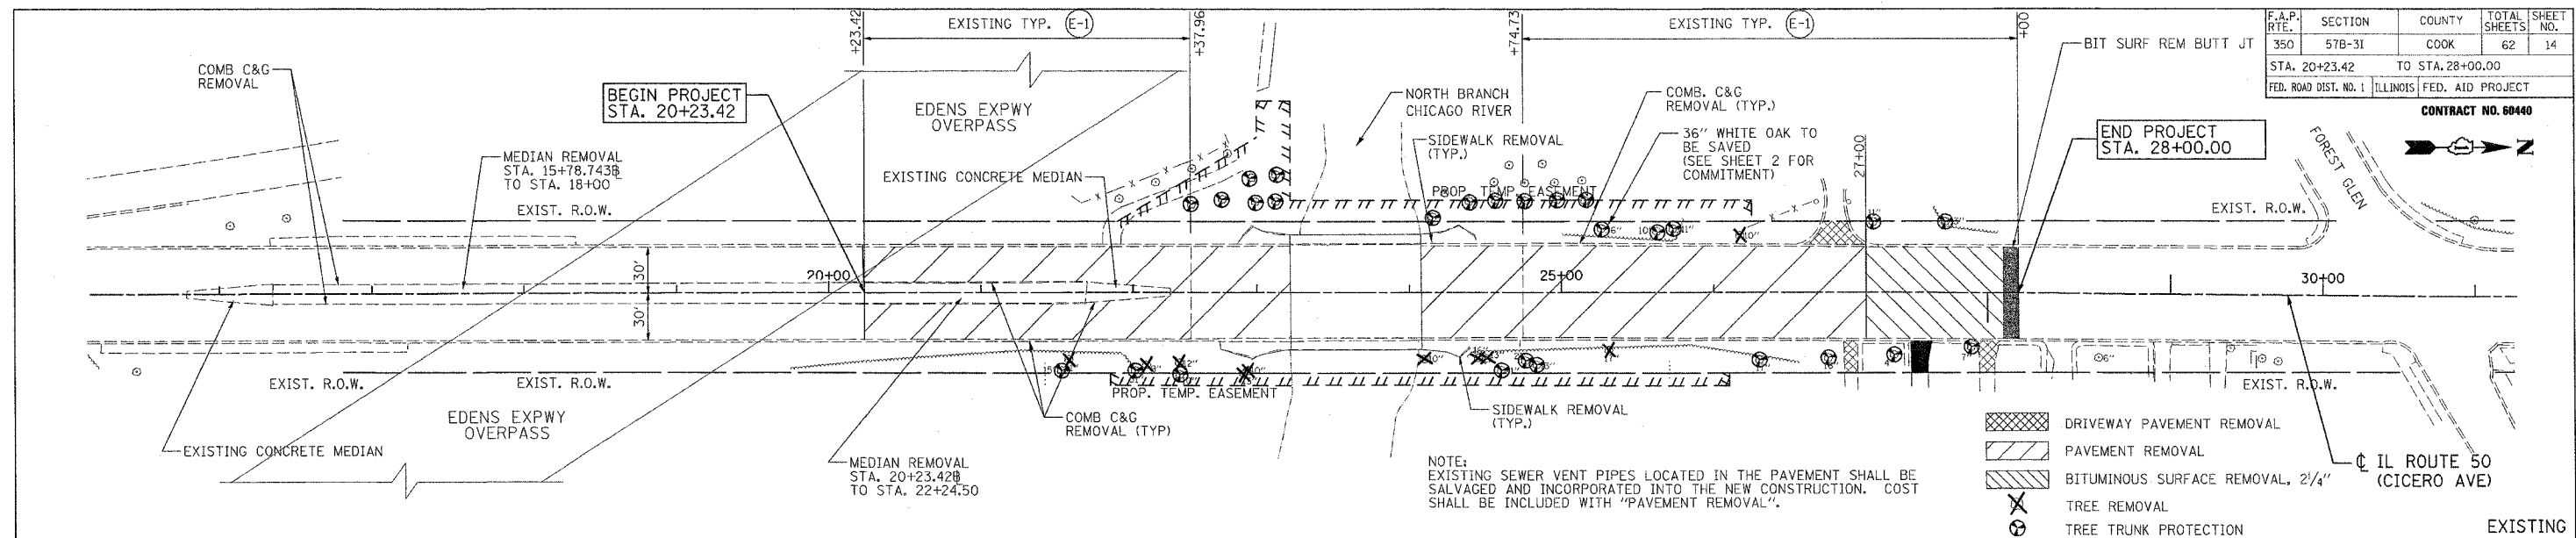 EXISTING TYP. E-1
EXISTING TYP. E-1
+23.42
+37.96
+74.73
+00
F.A.P. RTE.
SECTION
COUNTY
TOTAL SHEETS
SHEET NO.
350
57B-3I
COOK
62
14
STA. 20+23.42 TO STA. 28+00.00
FED. ROAD DIST. NO. 1
ILLINOIS
FED. AID PROJECT
CONTRACT NO. 60440
N
BIT SURF REM BUTT JT
COMB C&G
REMOVAL
BEGIN PROJECT
STA. 20+23.42
EDENS EXPWY
OVERPASS
NORTH BRANCH
CHICAGO RIVER
COMB. C&G
REMOVAL (TYP.)
SIDEWALK REMOVAL
(TYP.)
36" WHITE OAK TO
BE SAVED
(SEE SHEET 2 FOR
COMMITMENT)
27+00
END PROJECT
STA. 28+00.00
FOREST GLEN
MEDIAN REMOVAL
STA. 15+78.74
TO STA. 18+00
EXISTING CONCRETE MEDIAN
PROP. TEMP. EASEMENT
EXIST. R.O.W.
EXIST. R.O.W.
30'
30'
20+00
25+00
30+00
EXIST. R.O.W.
EXIST. R.O.W.
EXIST. R.O.W.
PROP. TEMP. EASEMENT
6"
EDENS EXPWY
OVERPASS
EXISTING CONCRETE MEDIAN
COMB C&G
REMOVAL (TYP)
SIDEWALK REMOVAL
(TYP.)
MEDIAN REMOVAL
STA. 20+23.42
TO STA. 22+24.50
NOTE:
EXISTING SEWER VENT PIPES LOCATED IN THE PAVEMENT SHALL BE
SALVAGED AND INCORPORATED INTO THE NEW CONSTRUCTION. COST
SHALL BE INCLUDED WITH "PAVEMENT REMOVAL".
DRIVEWAY PAVEMENT REMOVAL
PAVEMENT REMOVAL
BITUMINOUS SURFACE REMOVAL, 2 1/4"
TREE REMOVAL
TREE TRUNK PROTECTION
℄ IL ROUTE 50
(CICERO AVE)
EXISTING